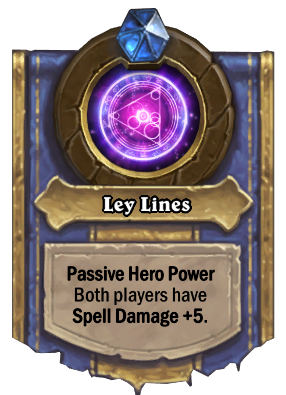 Ley Lines
Passive Hero Power
Both players have
Spell Damage +5.